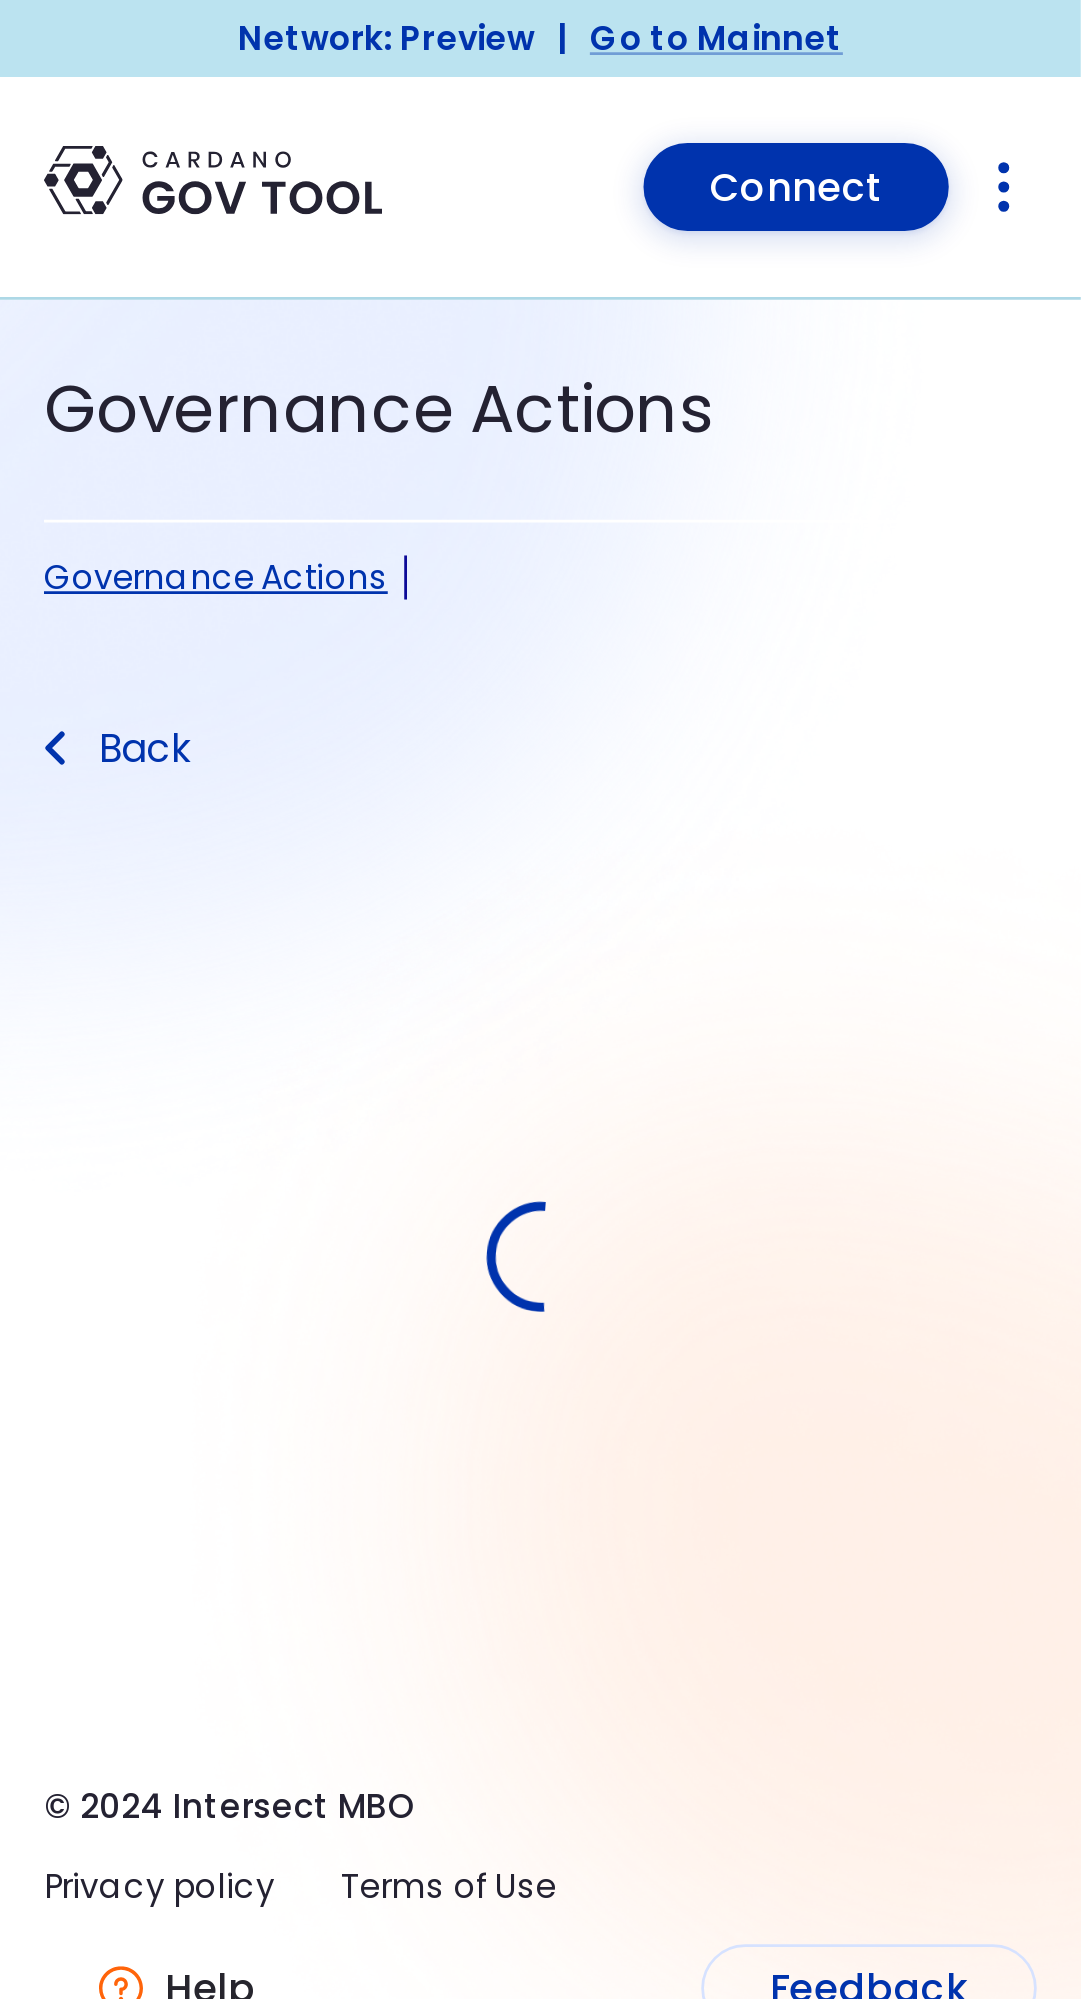 Network: Preview | Go to Mainnet
CARDANO
GOV TOOL
Connect
Governance Actions
Governance Actions |
Back
© 2024 Intersect MBO
Privacy policy Terms of Use
Help Feedback